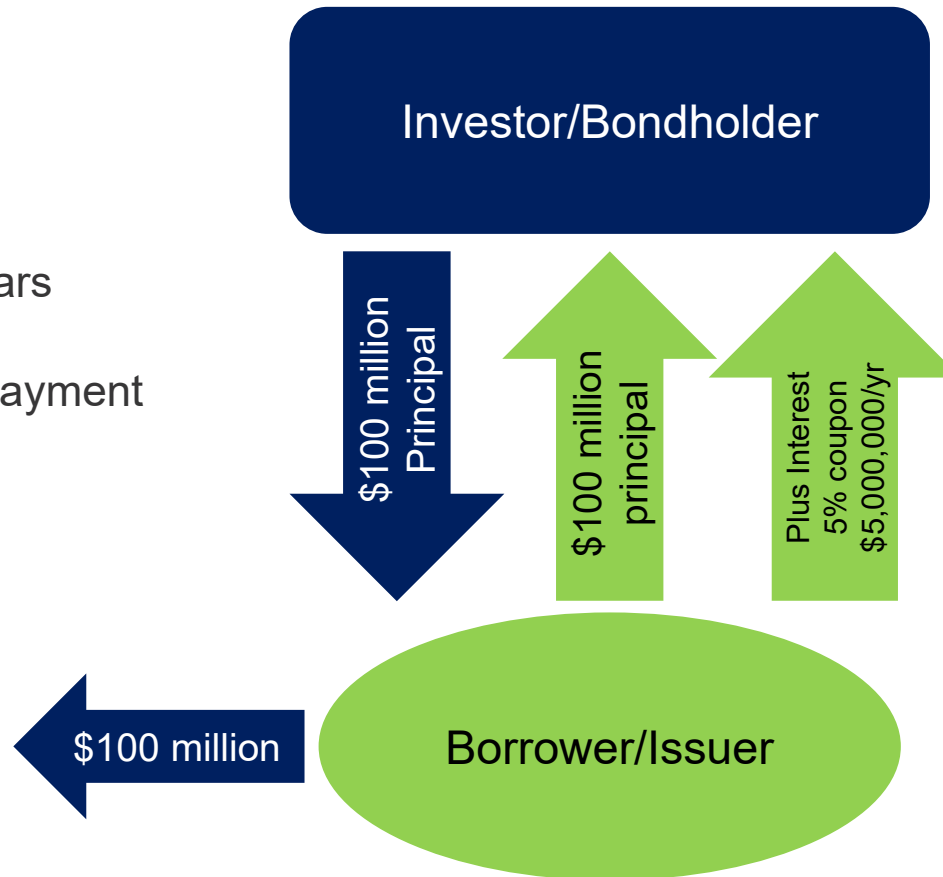 Investor/Bondholder
ars
ayment
$100 million
Principal
$100 million
principal
Plus Interest
5% coupon
$5,000,000/yr
$100 million
Borrower/Issuer